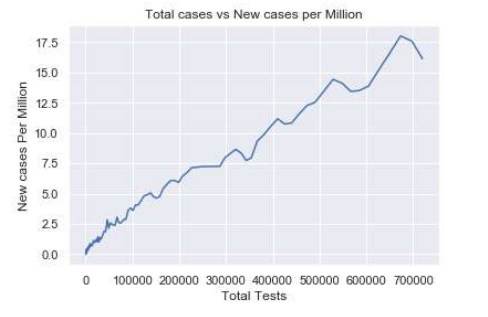 Total cases vs New cases per Million
New cases Per Million
17.5
15.0
12.5
10.0
7.5
5.0
2.5
0.0
0 100000 200000 300000 400000 500000 600000 700000
Total Tests